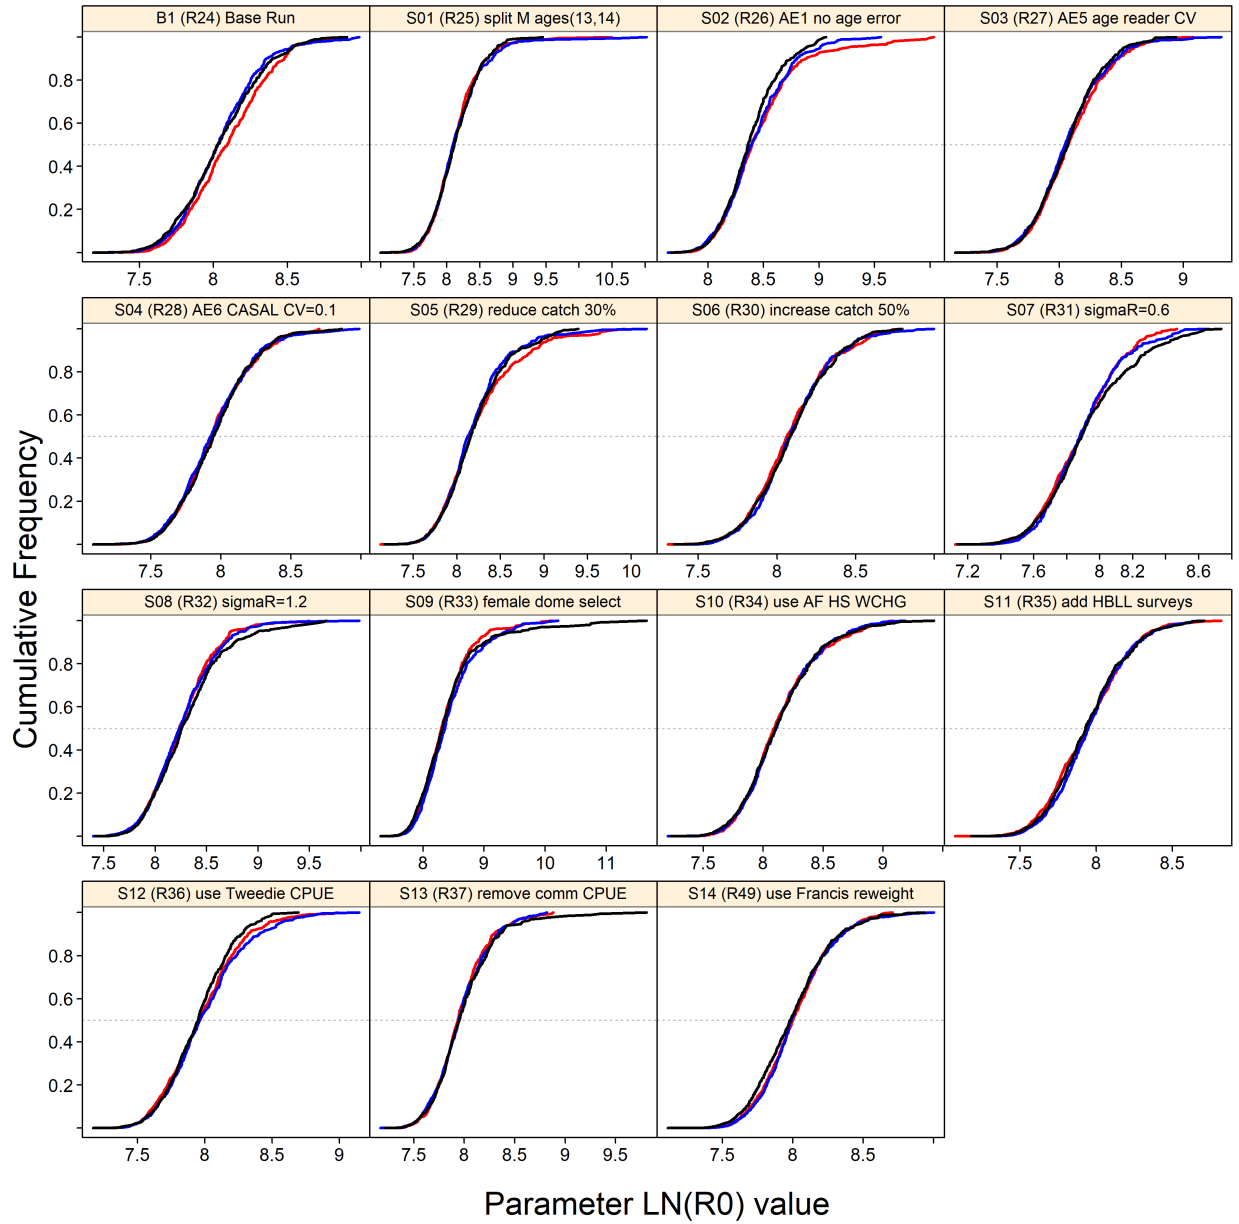 B1 (R24) Base Run
S01 (R25) split M ages(13,14)
S02 (R26) AE1 no age error
S03 (R27) AE5 age reader CV
0.8
0.6
0.4
0.2
7.5 8 8.5
7.5 8 8.5 9 9.5 10.5
8 8.5 9 9.5
7.5 8 8.5 9
S04 (R28) AE6 CASAL CV=0.1
S05 (R29) reduce catch 30%
S06 (R30) increase catch 50%
S07 (R31) sigmaR=0.6
0.8
0.6
0.4
0.2
7.5 8 8.5
7.5 8 8.5 9 9.5 10
7.5 8 8.5
7.2 7.6 8 8.2 8.6
S08 (R32) sigmaR=1.2
S09 (R33) female dome select
S10 (R34) use AF HS WCHG
S11 (R35) add HBLL surveys
0.8
0.6
0.4
0.2
7.5 8 8.5 9 9.5
8 9 10 11
7.5 8 8.5 9
7.5 8 8.5
S12 (R36) use Tweedie CPUE
S13 (R37) remove comm CPUE
S14 (R49) use Francis reweight
0.8
0.6
0.4
0.2
7.5 8 8.5 9
7.5 8 8.5 9 9.5
7.5 8 8.5
Cumulative Frequency
Parameter LN(R0) value